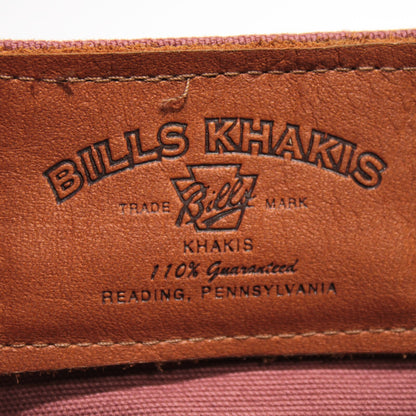 BILLS KHAKIS
TRADE Bills MARK
KHAKIS
110% Guaranteed
READING, PENNSYLVANIA